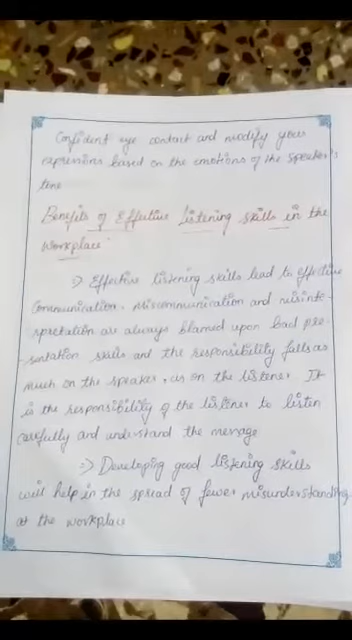 Confident eye contact and modify your
expressions based on the emotions of the speaker's
tone
Benefits of Effective listening skills in the
workplace
:) Effective listening skills lead to effective
communication. miscommunication and misinte-
spretation are always blamed upon bad pre-
sentation skills and the responsibility falls as
much on the speaker, as on the listener. It
is the responsibility of the listener to listen
carefully and understand the message
:) Developing good listening skills
will help in the spread of fewer misunderstanding
at the workplace